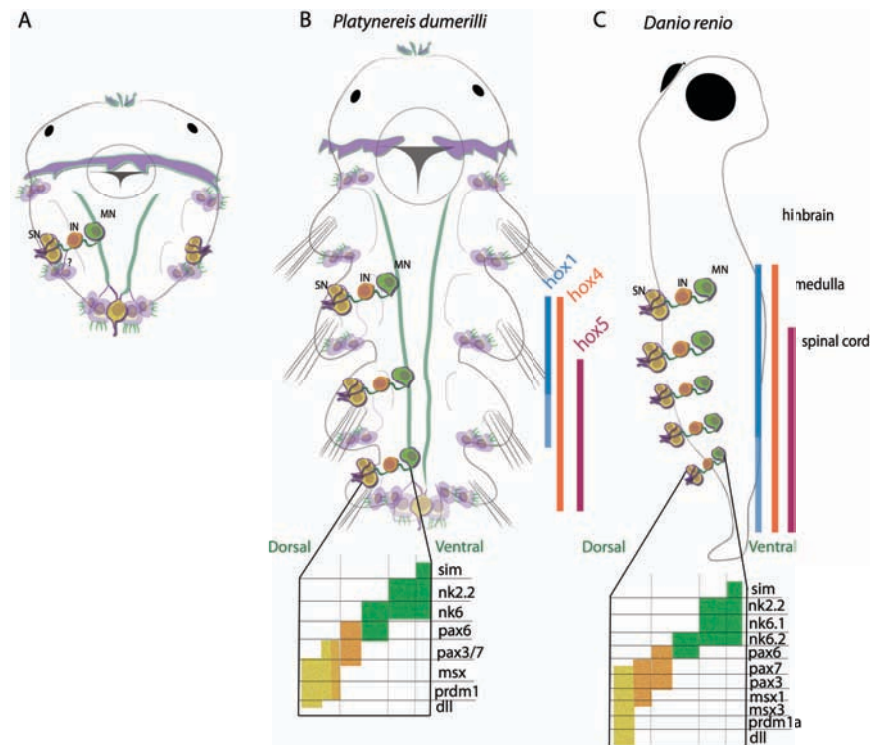 A
B Platynereis dumerilli
C Danio renio
SN IN MN
?
SN IN MN
hox1
hox4
hox5
Dorsal Ventral
sim
nk2.2
nk6
pax6
pax3/7
msx
prdm1
dll
hinbrain
medulla
spinal cord
SN IN MN
Dorsal Ventral
sim
nk2.2
nk6.1
nk6.2
pax6
pax7
pax3
msx1
msx3
prdm1a
dll